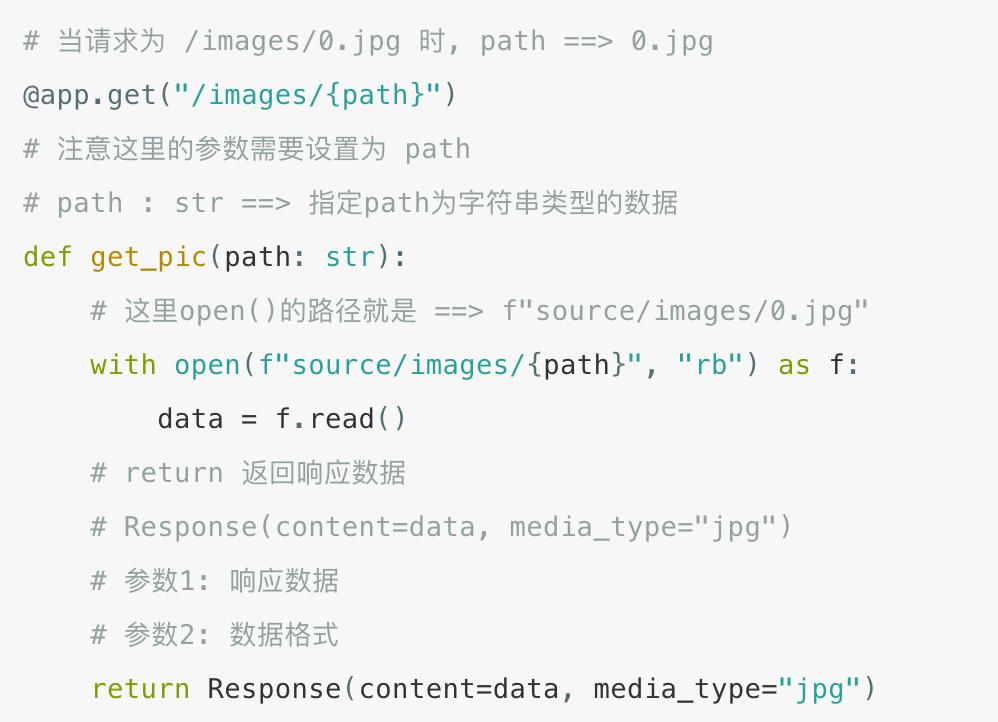 # 当请求为 /images/0.jpg 时, path ==> 0.jpg
@app.get("/images/{path}")
# 注意这里的参数需要设置为 path
# path : str ==> 指定path为字符串类型的数据
def get_pic(path: str):
    # 这里open()的路径就是 ==> f"source/images/0.jpg"
    with open(f"source/images/{path}", "rb") as f:
        data = f.read()
    # return 返回响应数据
    # Response(content=data, media_type="jpg")
    # 参数1: 响应数据
    # 参数2: 数据格式
    return Response(content=data, media_type="jpg")